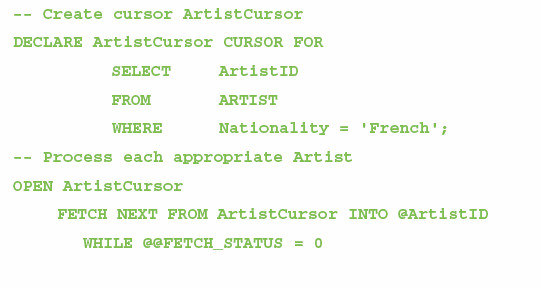 -- Create cursor ArtistCursor
DECLARE ArtistCursor CURSOR FOR
SELECT ArtistID
FROM ARTIST
WHERE Nationality = 'French';
-- Process each appropriate Artist
OPEN ArtistCursor
FETCH NEXT FROM ArtistCursor INTO @ArtistID
WHILE @@FETCH_STATUS = 0